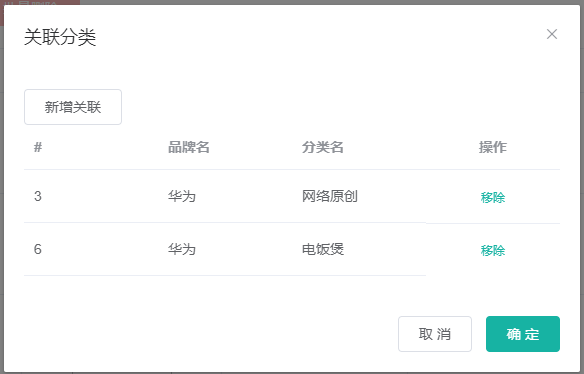 关联分类
新增关联
# 品牌名 分类名 操作
3 华为 网络原创 移除
6 华为 电饭煲 移除
取消 确定